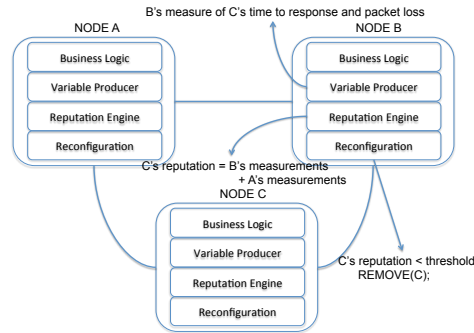 B's measure of C's time to response and packet loss
NODE A
NODE B
Business Logic
Variable Producer
Reputation Engine
Reconfiguration
Business Logic
Variable Producer
Reputation Engine
Reconfiguration
C's reputation = B's measurements
+ A's measurements
NODE C
Business Logic
Variable Producer
Reputation Engine
Reconfiguration
C's reputation < threshold
REMOVE(C);